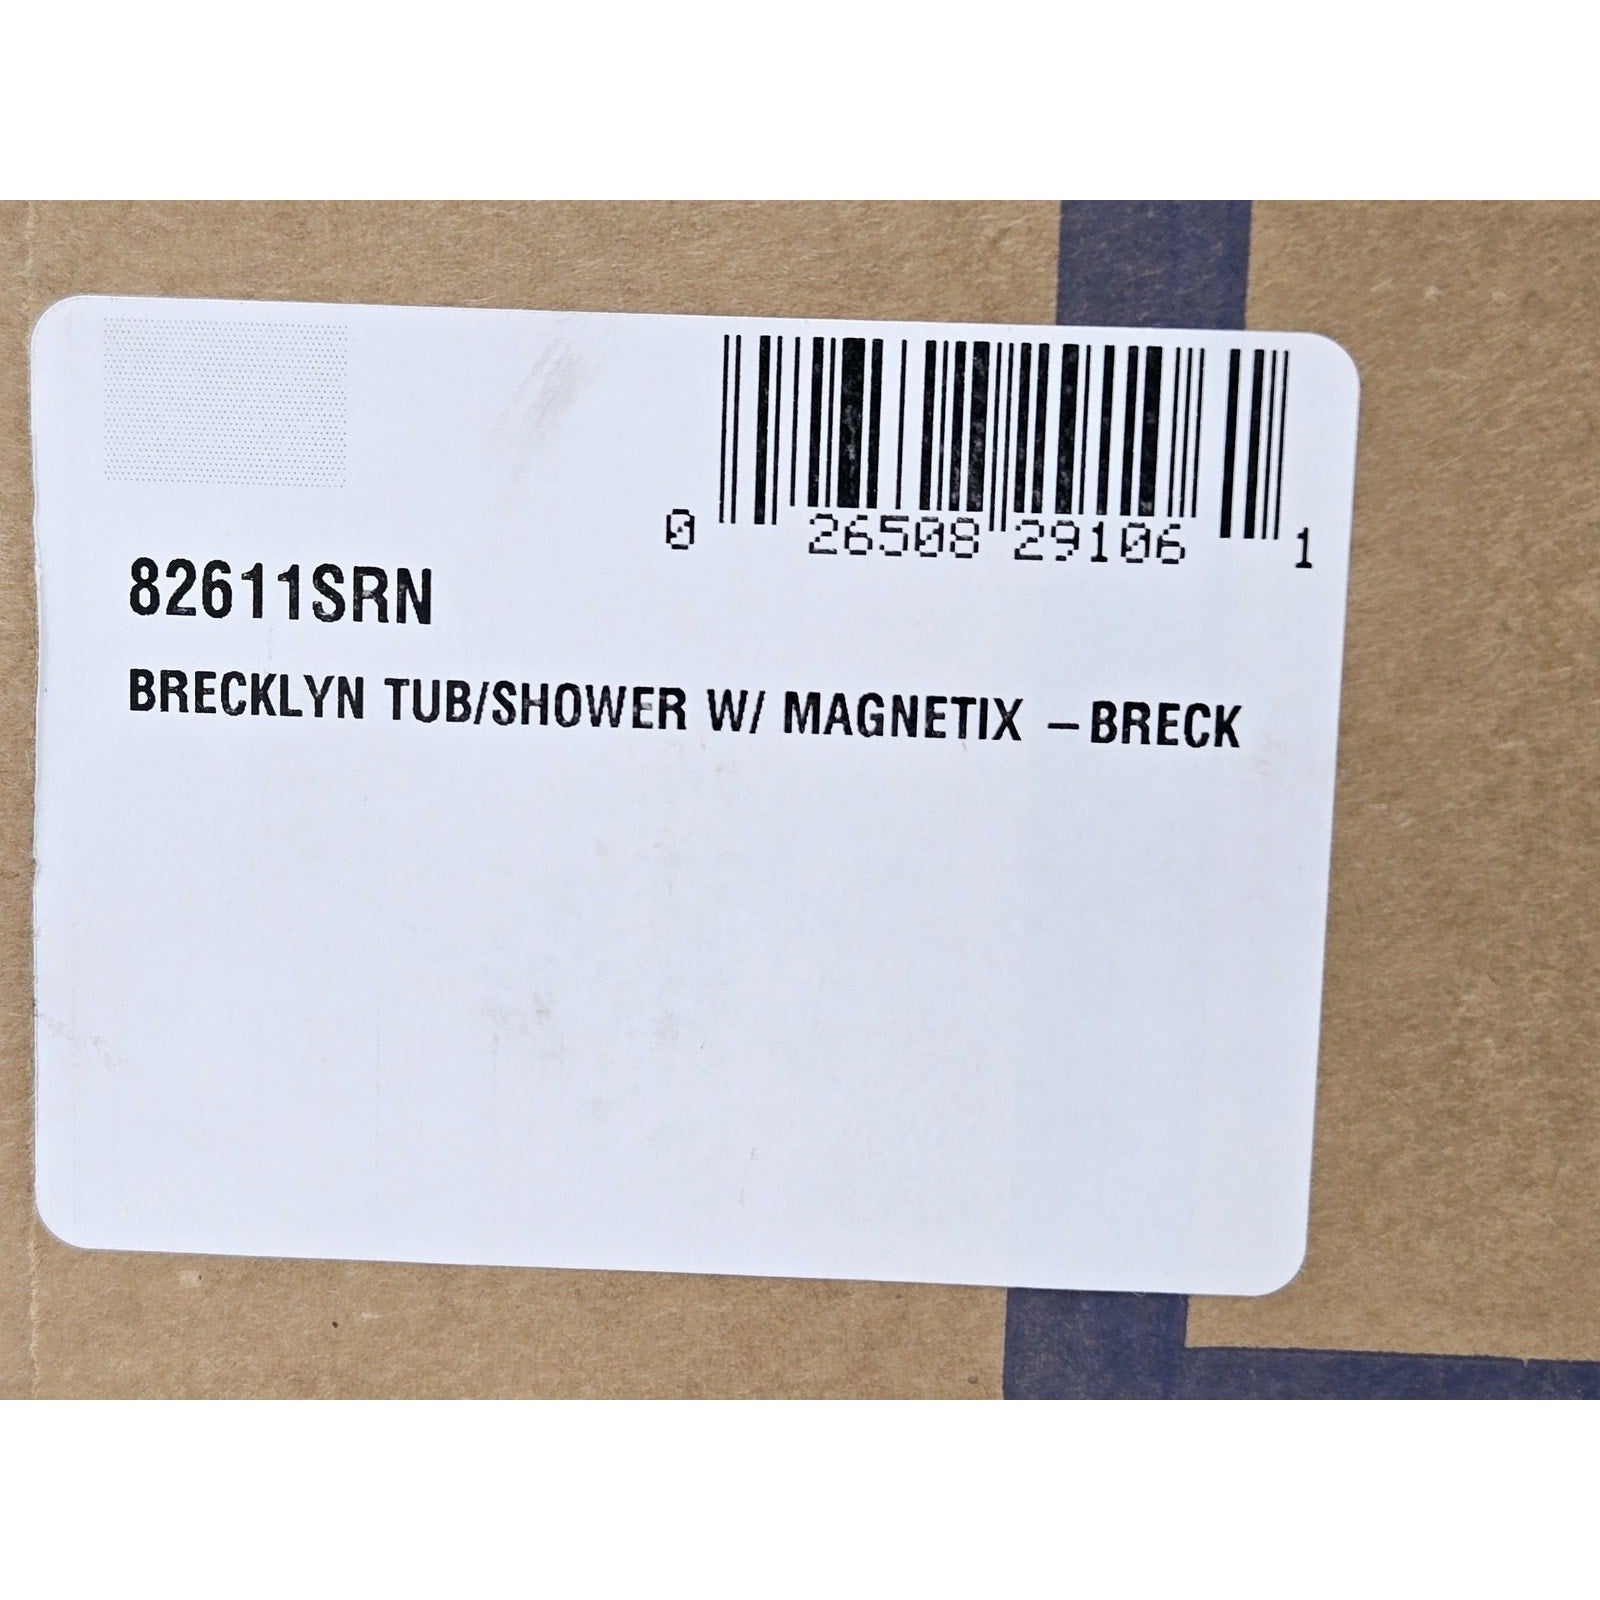 0 26508 29106 1
82611SRN
BRECKLYN TUB/SHOWER W/ MAGNETIX –BRECK